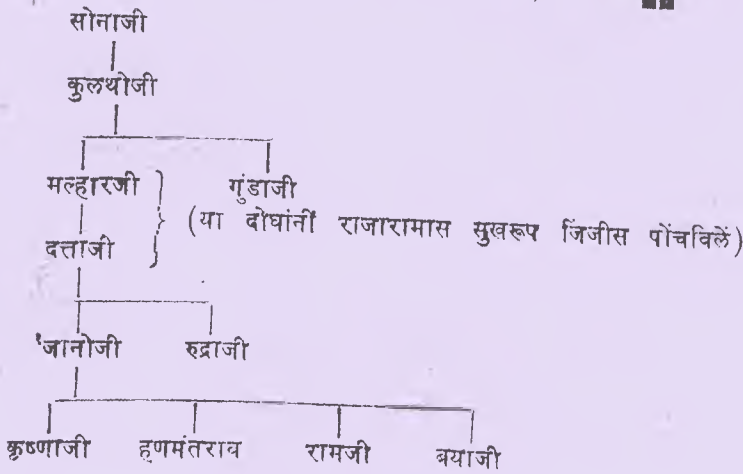 सोनाजी
कुलथोजी
मल्हारजी } गुंडाजी
(या दोघांनीं राजारामास सुखरूप जिंजीस पोंचविलें)
दत्ताजी
जानोजी रुद्राजी
कृष्णाजी हणमंतराव रामजी बयाजी